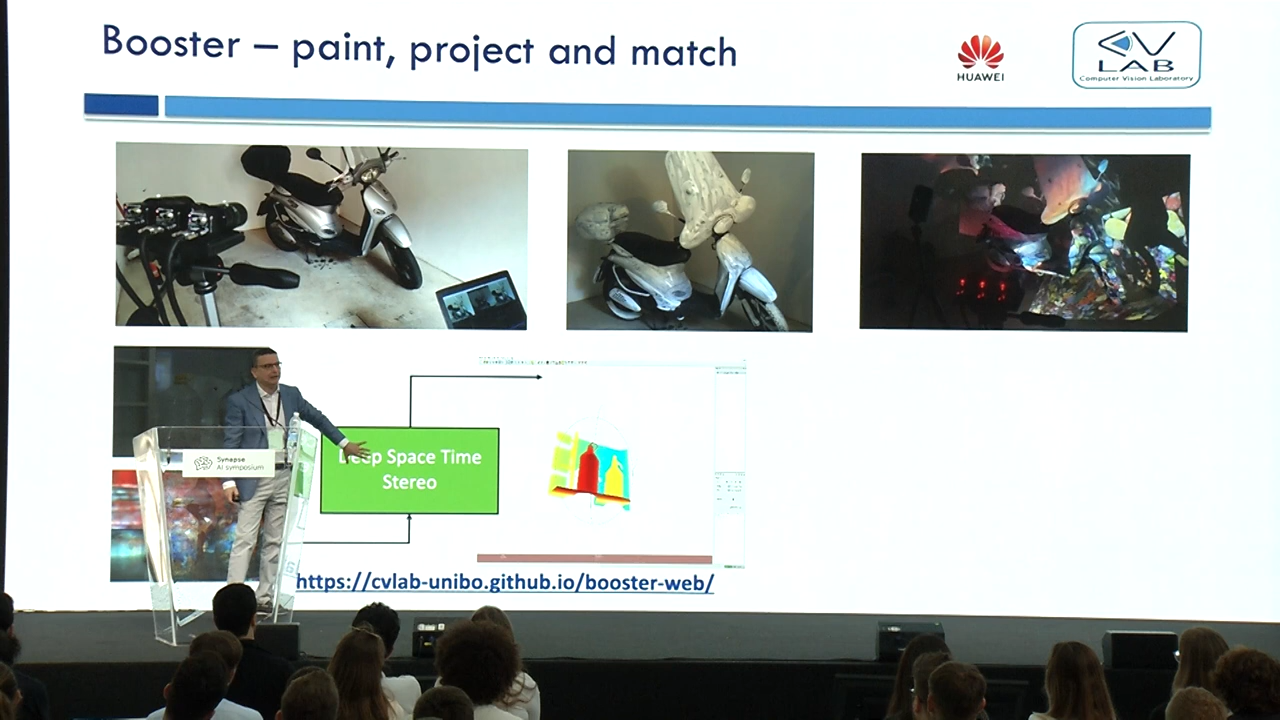 Booster – paint, project and match
HUAWEI
CV
LAB
Computer Vision Laboratory
Synapse
AI symposium
Deep Space Time
Stereo
https://cvlab-unibo.github.io/booster-web/